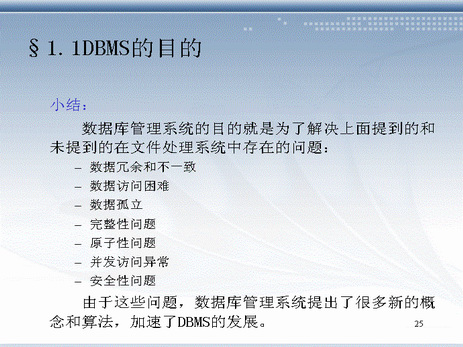 §1.1DBMS的目的
小结：
数据库管理系统的目的就是为了解决上面提到的和
未提到的在文件处理系统中存在的问题：
– 数据冗余和不一致
– 数据访问困难
– 数据孤立
– 完整性问题
– 原子性问题
– 并发访问异常
– 安全性问题
由于这些问题，数据库管理系统提出了很多新的概
念和算法，加速了DBMS的发展。
25